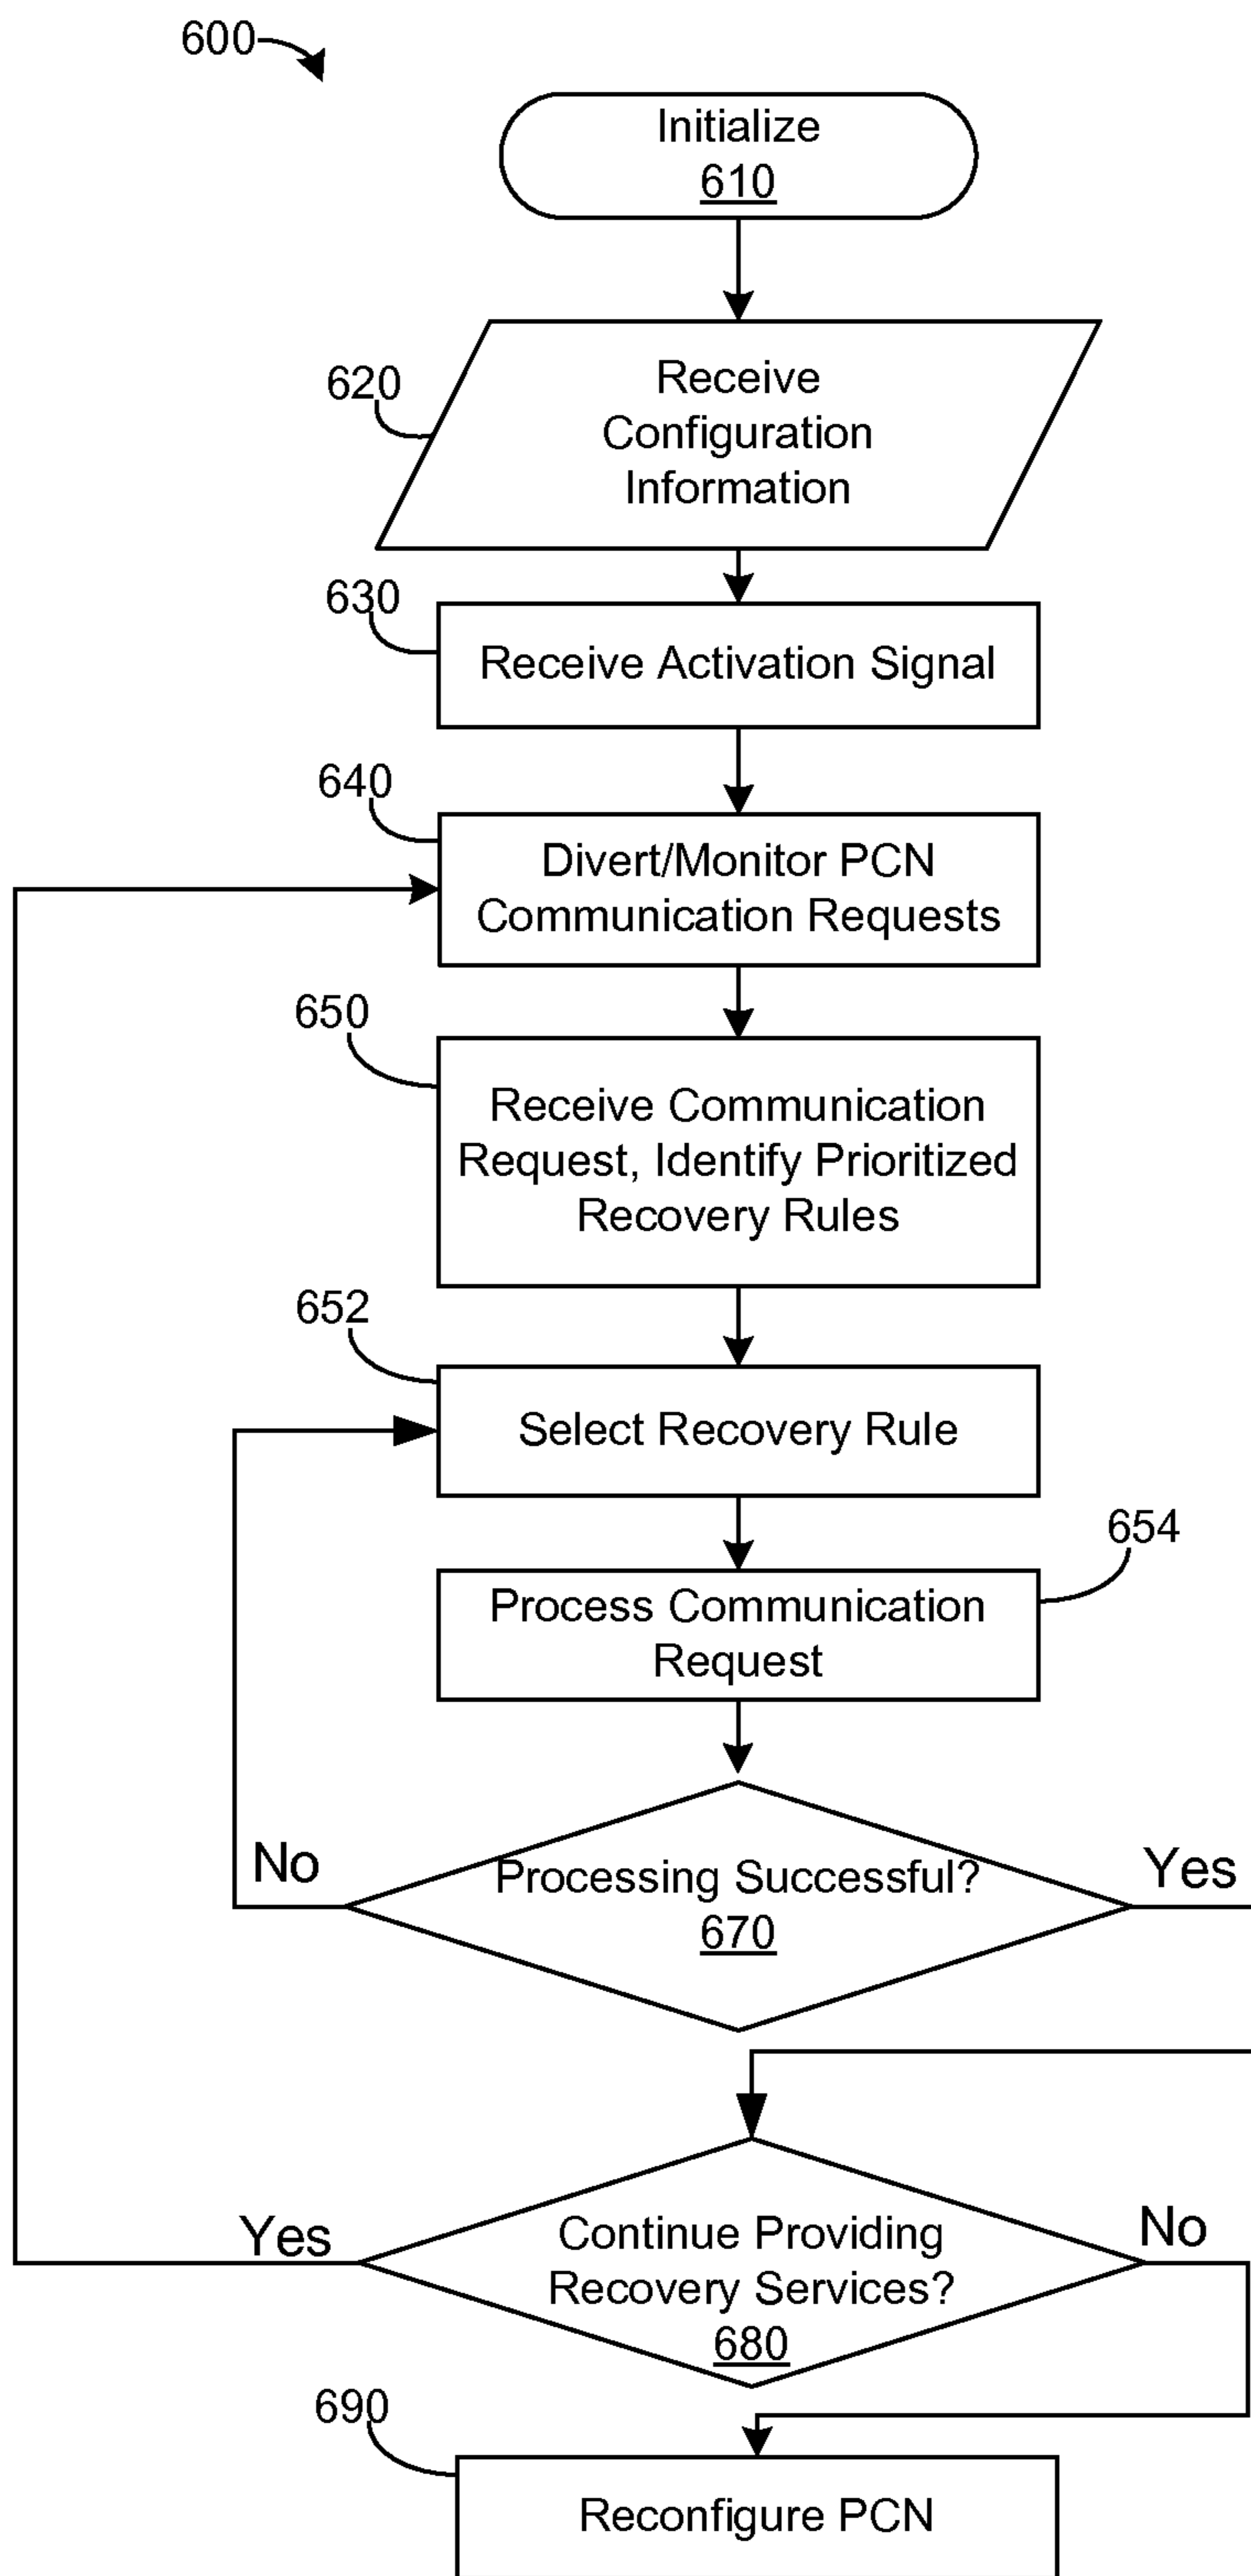 600
Initialize
610
620
Receive
Configuration
Information
630
Receive Activation Signal
640
Divert/Monitor PCN
Communication Requests
650
Receive Communication
Request, Identify Prioritized
Recovery Rules
652
Select Recovery Rule
654
Process Communication
Request
No
Processing Successful?
Yes
670
Yes
Continue Providing
No
Recovery Services?
680
690
Reconfigure PCN